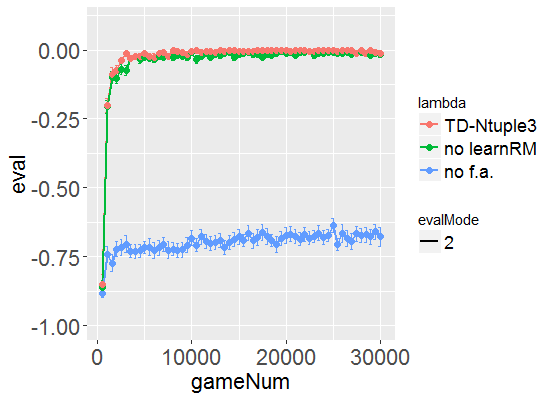 0.00
-0.25
-0.50
-0.75
-1.00
eval
0
10000
20000
30000
gameNum
lambda
TD-Ntuple3
no learnRM
no f.a.
evalMode
2